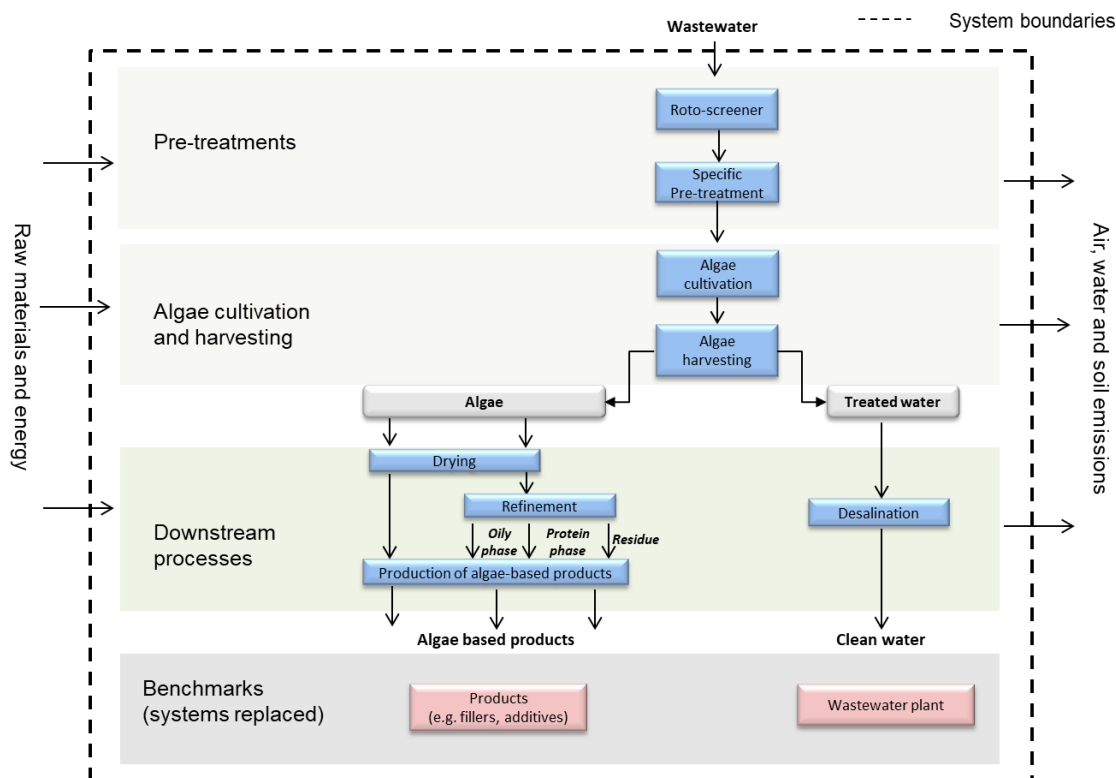 System boundaries
Wastewater
Roto-screener
Pre-treatments
Specific
Pre-treatment
Raw materials and energy
Air, water and soil emissions
Algae
cultivation
Algae cultivation
and harvesting
Algae
harvesting
Algae
Treated water
Drying
Refinement
Desalination
Downstream
processes
Oily
phase
Protein
phase
Residue
Production of algae-based products
Algae based products
Clean water
Benchmarks
(systems replaced)
Products
(e.g. fillers, additives)
Wastewater plant